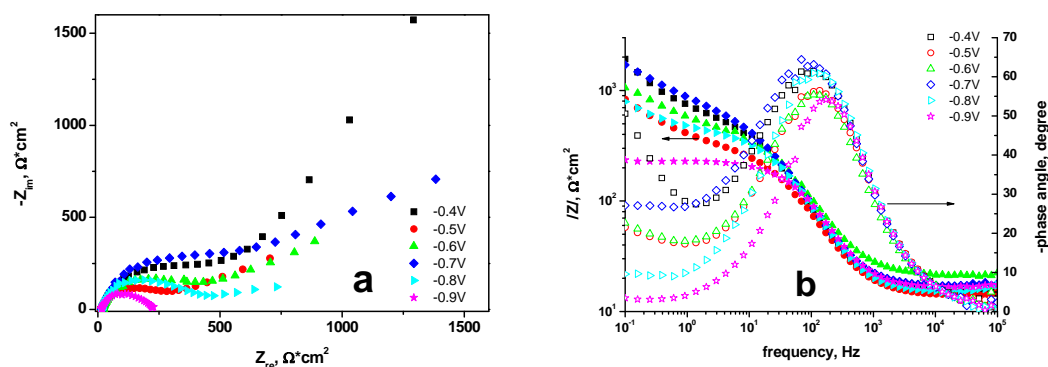 1500
1000
500
0
-Z_im, Ω*cm²
0
500
1000
1500
Z_re, Ω*cm²
-0.4V
-0.5V
-0.6V
-0.7V
-0.8V
-0.9V
a
10³
10²
10¹
/Z/, Ω*cm²
10⁻¹
10⁰
10¹
10²
10³
10⁴
10⁵
frequency, Hz
-0.4V
-0.5V
-0.6V
-0.7V
-0.8V
-0.9V
b
70
60
50
40
30
20
10
0
-phase angle, degree